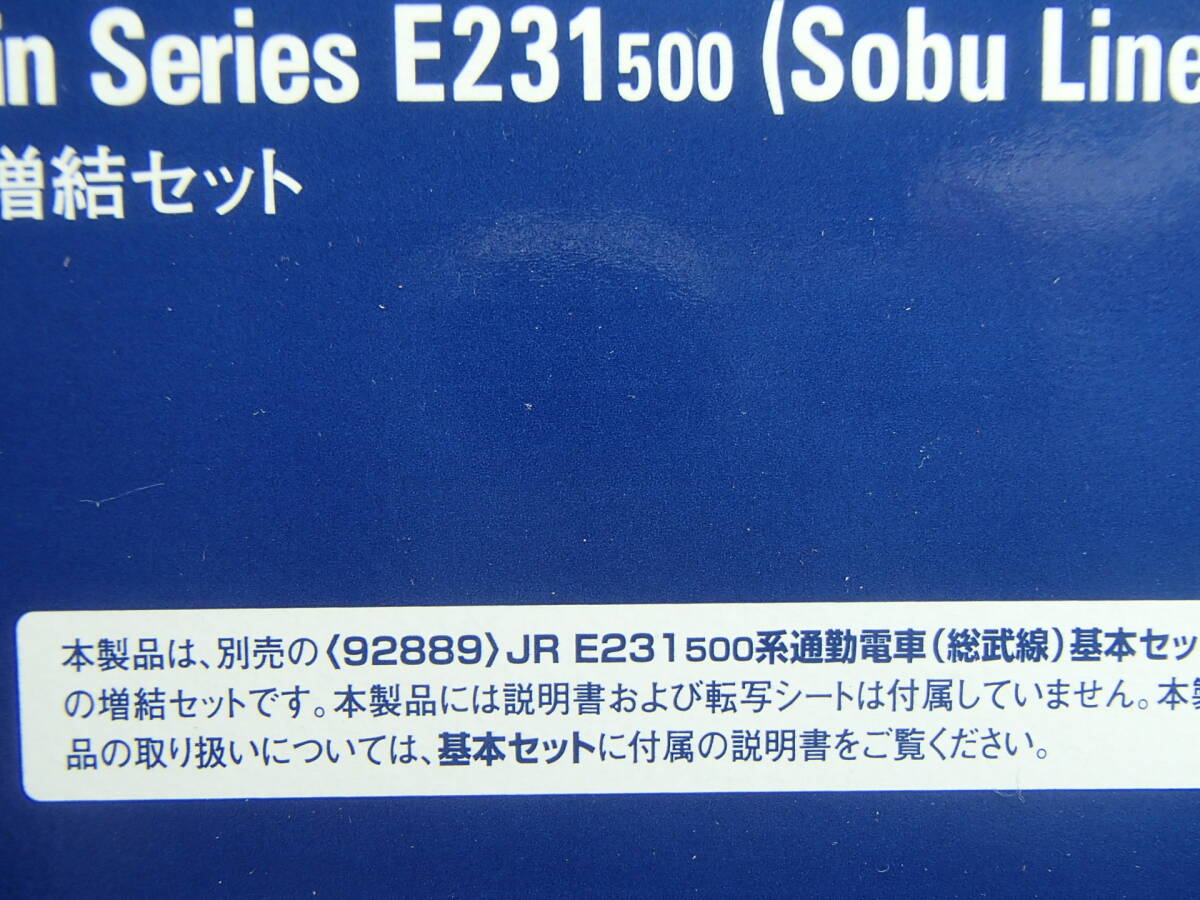 in Series E231500 (Sobu Line
増結セット
本製品は、別売の〈92889〉JR E231500系通勤電車(総武線)基本セッ
の増結セットです。本製品には説明書および転写シートは付属していません。本製
品の取り扱いについては、基本セットに付属の説明書をご覧ください。